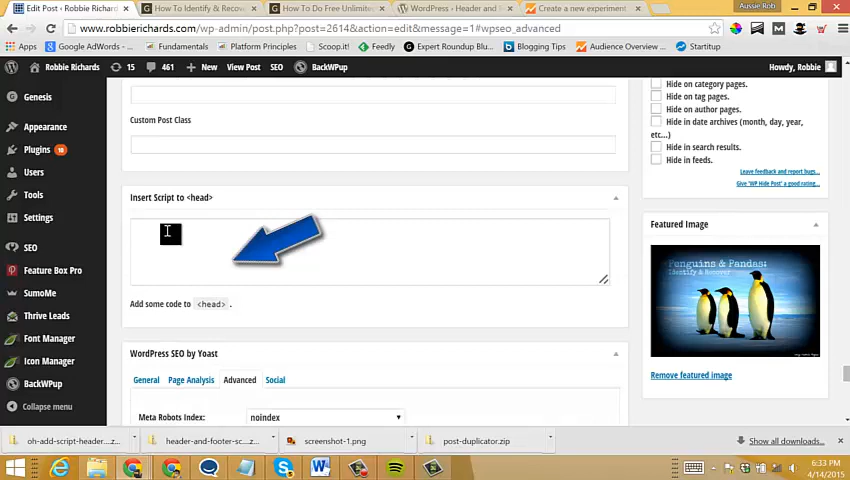 Aussie Rob
Edit Post ‹ Robbie Richard
How To Identify & Recove
How To Do Free Unlimited
WordPress › Header and F
Create a new experiment
www.robbierichards.com/wp-admin/post.php?post=2614&action=edit&message=1#wpseo_advanced
Apps
Google AdWords -...
Fundamentals
Platform Principles
Scoop.it!
Feedly
Expert Roundup Blu...
Blogging Tips
Audience Overview...
Startitup
Robbie Richards
15
461
+ New
View Post
SEO
BackWPup
Howdy, Robbie
Genesis
Appearance
Plugins
Users
Tools
Settings
SEO
Feature Box Pro
SumoMe
Thrive Leads
Font Manager
Icon Manager
BackWPup
Collapse menu
Custom Post Class
Insert Script to <head>
Add some code to <head> .
WordPress SEO by Yoast
General
Page Analysis
Advanced
Social
Meta Robots Index:
noindex
Hide on category pages.
Hide on tag pages.
Hide on author pages.
Hide in date archives (month, day, year,
etc...)
Hide in search results.
Hide in feeds.
Leave feedback and report bugs...
Give 'WP Hide Post' a good rating...
Featured Image
Penguins & Pandas:
Identify & Recover
Remove featured image
oh-add-script-header....z...
header-and-footer-sc....z...
screenshot-1.png
post-duplicator.zip
Show all downloads...
6:33 PM
4/14/2015